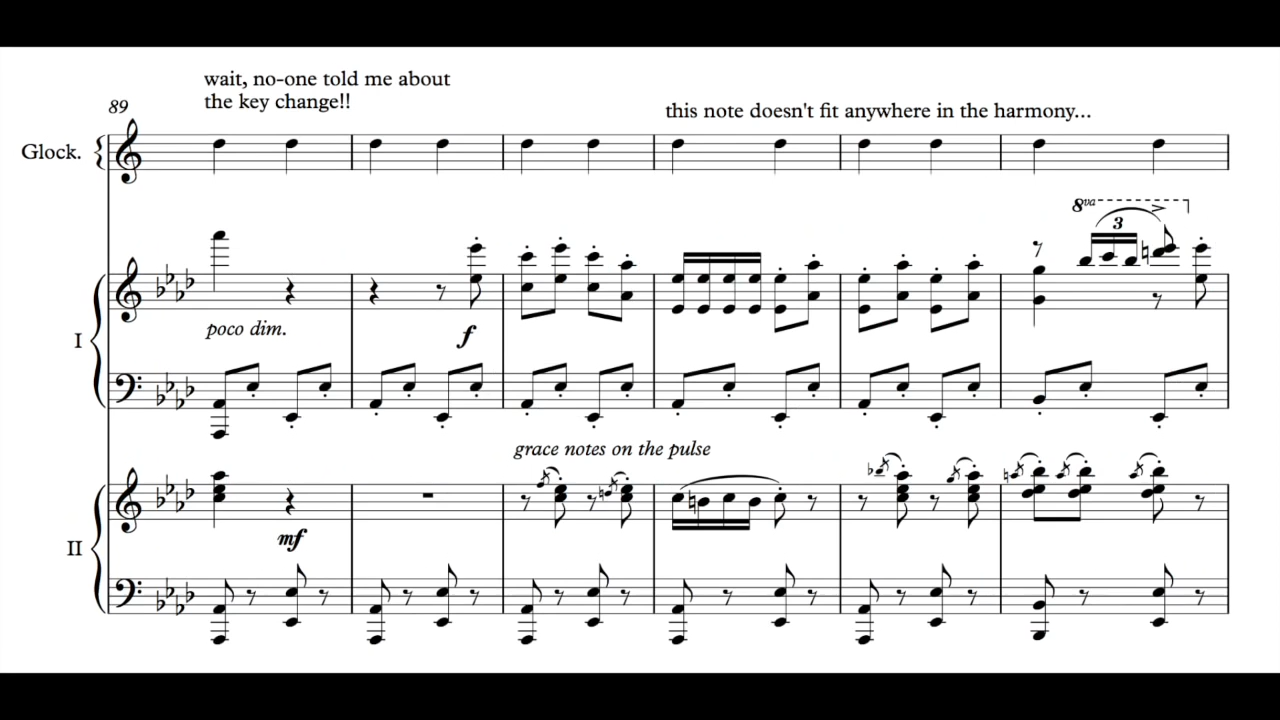 wait, no-one told me about
the key change!!
89
this note doesn't fit anywhere in the harmony...
Glock.
8va
3
poco dim.
f
I
grace notes on the pulse
mf
II